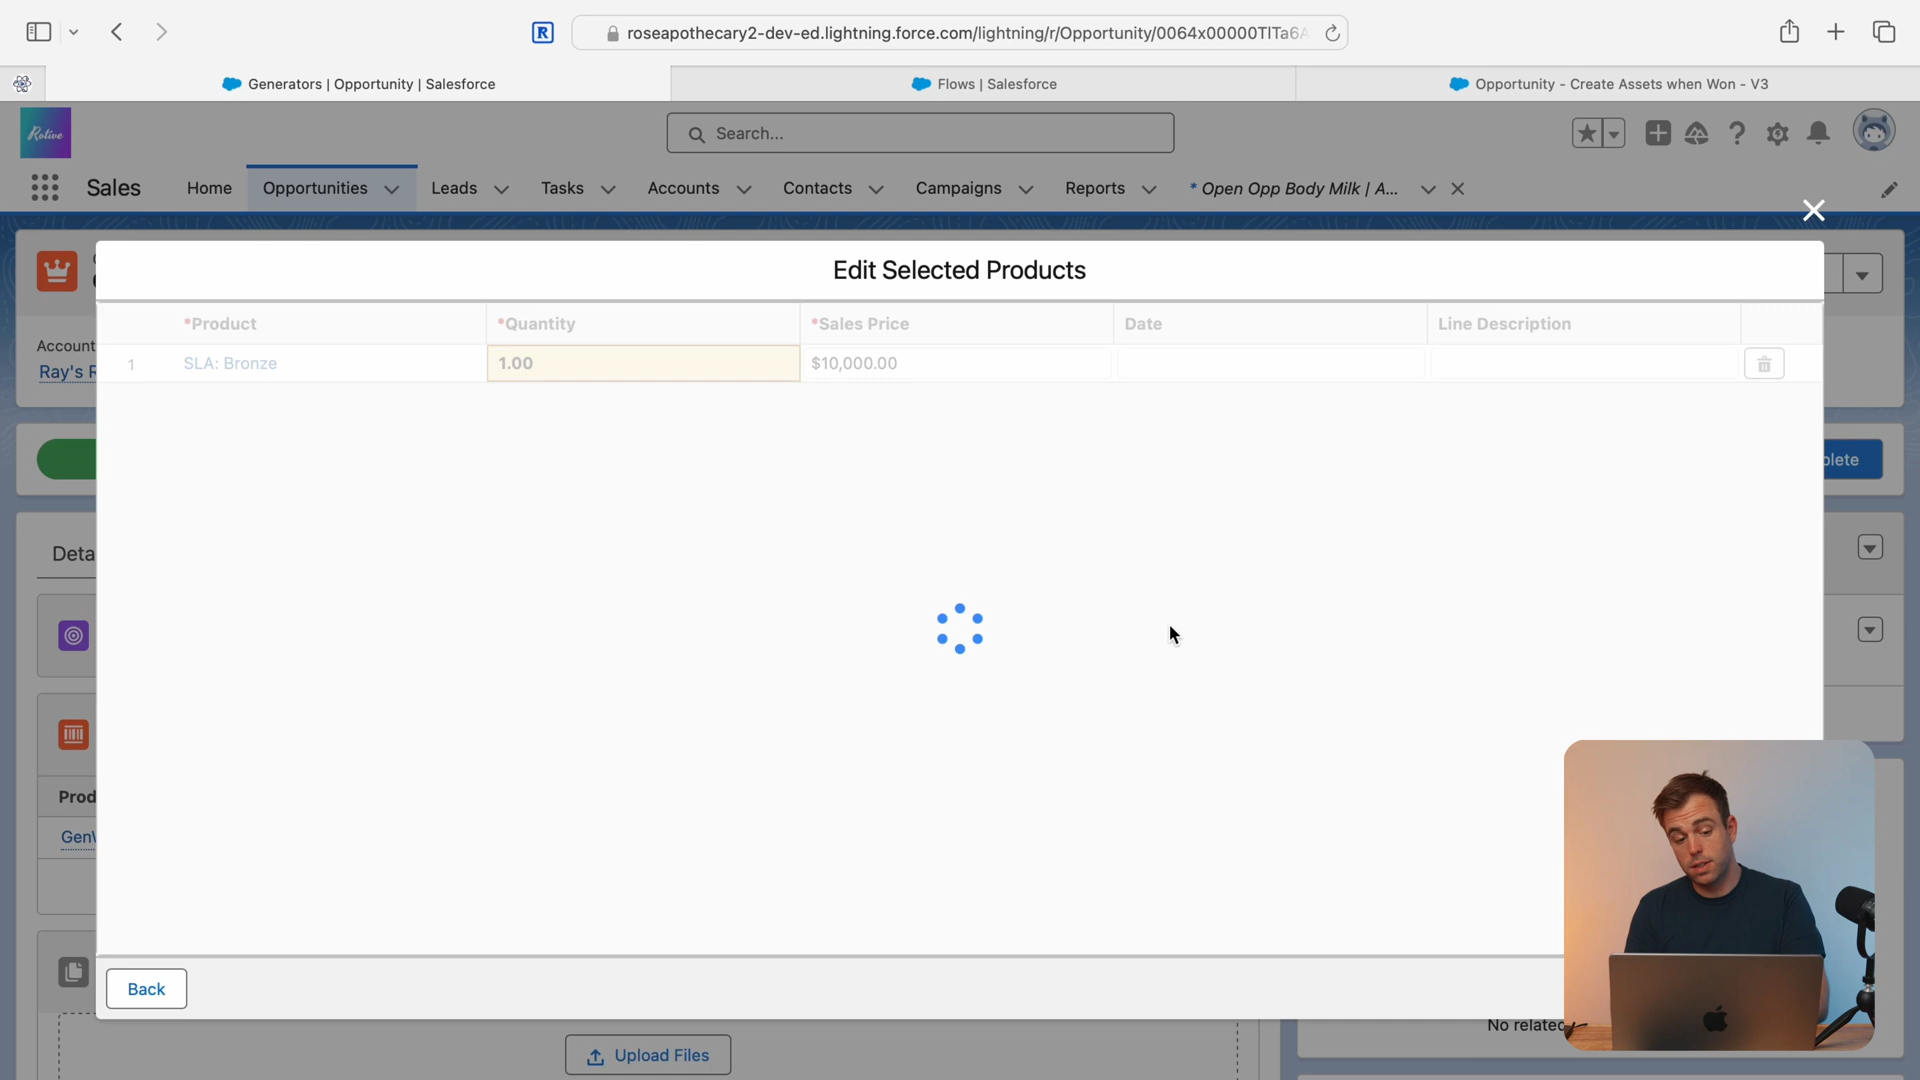 roseapothecary2-dev-ed.lightning.force.com/lightning/r/Opportunity/0064x00000TITa6A
Generators | Opportunity | Salesforce
Flows | Salesforce
Opportunity - Create Assets when Won - V3
Rotive
Search...
Sales
Home
Opportunities
Leads
Tasks
Accounts
Contacts
Campaigns
Reports
* Open Opp Body Milk | A...
Edit Selected Products
*Product
*Quantity
*Sales Price
Date
Line Description
1
SLA: Bronze
1.00
$10,000.00
Account
Ray's R
plete
Deta
Prod
GenW
Back
Upload Files
No related